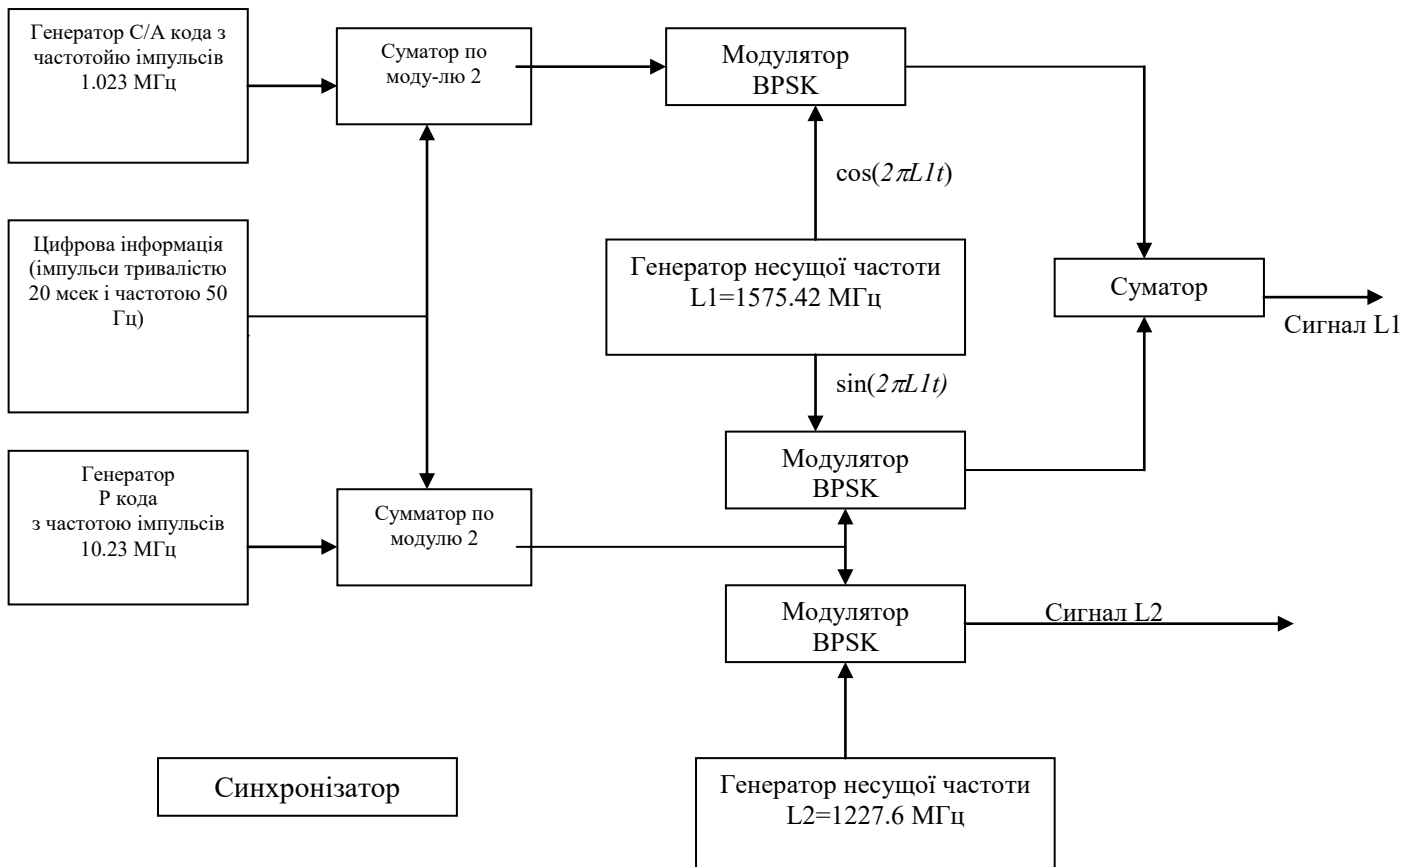 Генератор С/А кода з
частотойю імпульсів
1.023 МГц
Суматор по
моду-лю 2
Модулятор
BPSK
cos(2πL1t)
Цифрова інформація
(імпульси тривалістю
20 мсек і частотою 50
Гц)
Генератор несущої частоти
L1=1575.42 МГц
Суматор
Сигнал L1
sin(2πL1t)
Генератор
Р кода
з частотою імпульсів
10.23 МГц
Сумматор по
модулю 2
Модулятор
BPSK
Модулятор
BPSK
Сигнал L2
Синхронізатор
Генератор несущої частоти
L2=1227.6 МГц